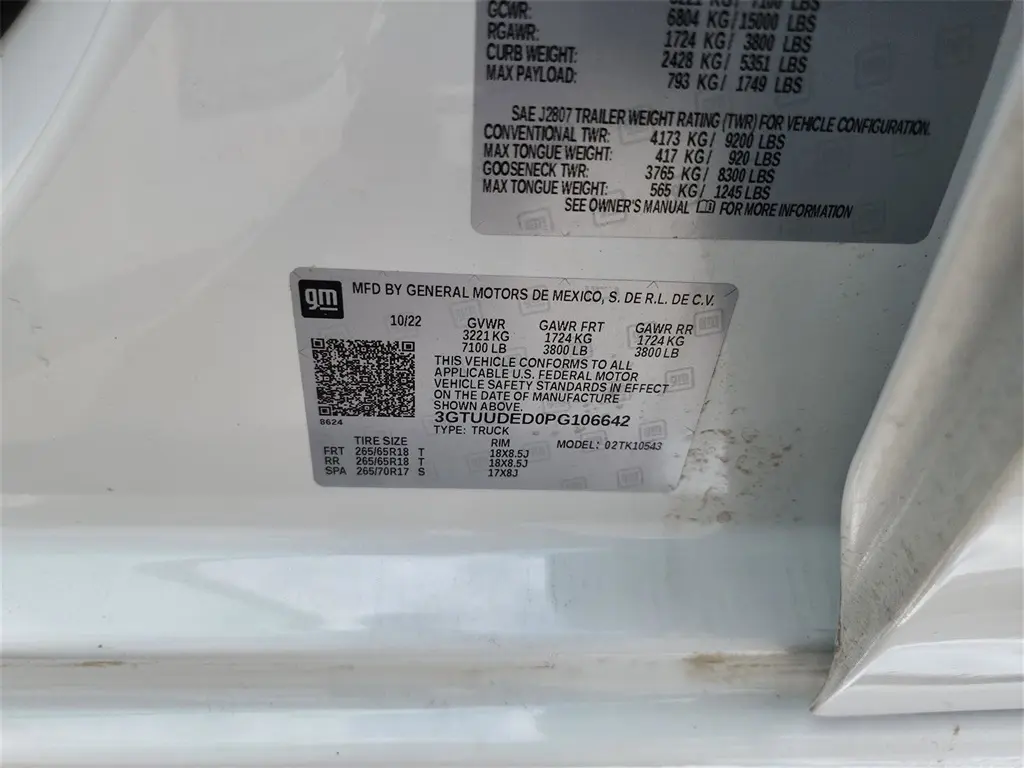 3221 KG/ 7100 LBS
GCWR: 6804 KG/15000 LBS
RGAWR: 1724 KG/ 3800 LBS
CURB WEIGHT: 2428 KG/ 5351 LBS
MAX PAYLOAD: 793 KG/ 1749 LBS
SAE J2807 TRAILER WEIGHT RATING (TWR) FOR VEHICLE CONFIGURATION.
CONVENTIONAL TWR: 4173 KG/ 9200 LBS
MAX TONGUE WEIGHT: 417 KG/ 920 LBS
GOOSENECK TWR: 3765 KG/ 8300 LBS
MAX TONGUE WEIGHT: 565 KG/ 1245 LBS
SEE OWNER'S MANUAL FOR MORE INFORMATION
gm MFD BY GENERAL MOTORS DE MEXICO, S. DE R.L. DE C.V.
10/22 GVWR GAWR FRT GAWR RR
3221 KG 1724 KG 1724 KG
7100 LB 3800 LB 3800 LB
THIS VEHICLE CONFORMS TO ALL
APPLICABLE U.S. FEDERAL MOTOR
VEHICLE SAFETY STANDARDS IN EFFECT
ON THE DATE OF MANUFACTURE
SHOWN ABOVE.
8624 3GTUUDED0PG106642
TYPE: TRUCK
TIRE SIZE RIM MODEL: 02TK10543
FRT 265/65R18 T 18X8.5J
RR 265/65R18 T 18X8.5J
SPA 265/70R17 S 17X8J